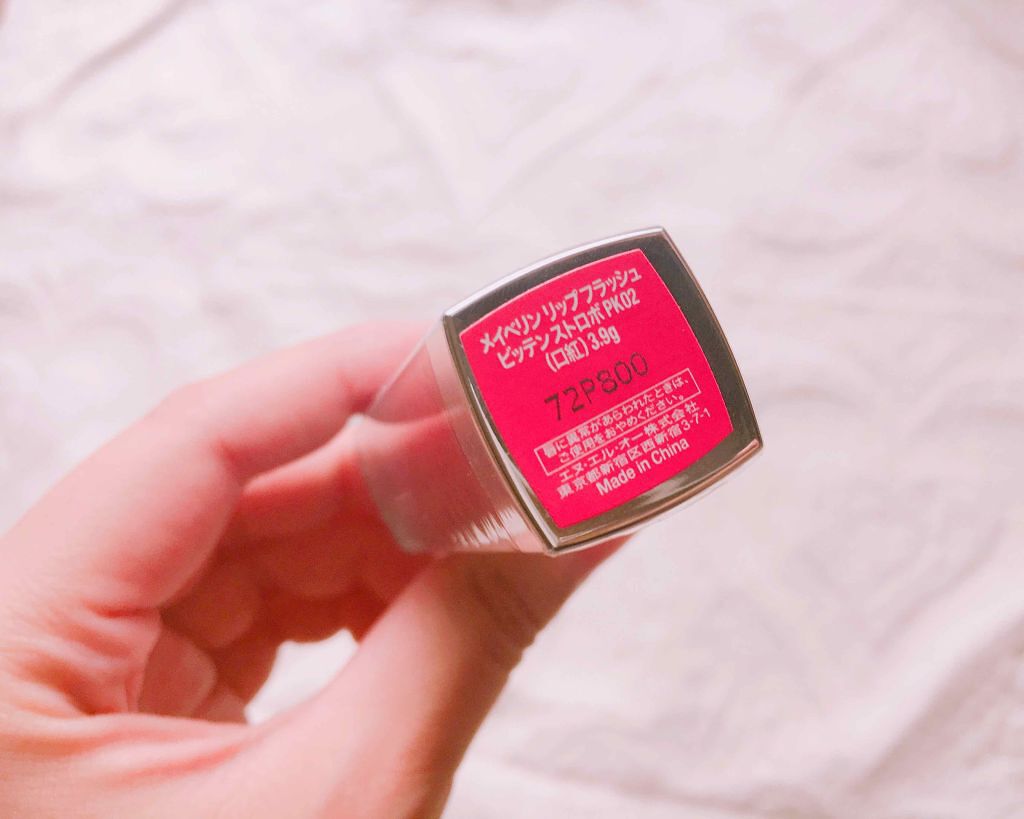 メイベリン リップ フラッシュ
ビッテン ストロボ PK02
(口紅) 3.9g
72P800
唇に異常があらわれたときは、
ご使用をおやめください。
エヌ・エル・オー株式会社
東京都新宿区西新宿3-7-1
Made in China